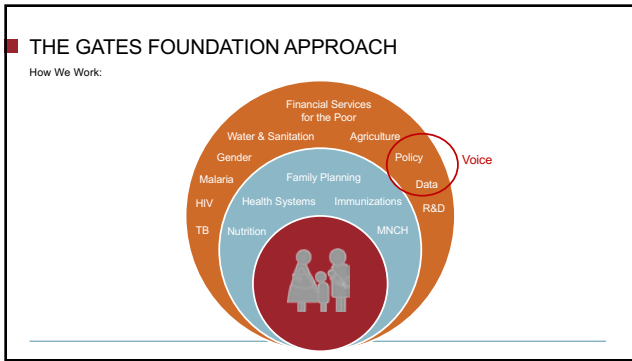 THE GATES FOUNDATION APPROACH
How We Work:
Financial Services
for the Poor
Water & Sanitation
Agriculture
Gender
Policy
Voice
Malaria
Family Planning
Data
HIV
Health Systems
Immunizations
R&D
TB
Nutrition
MNCH